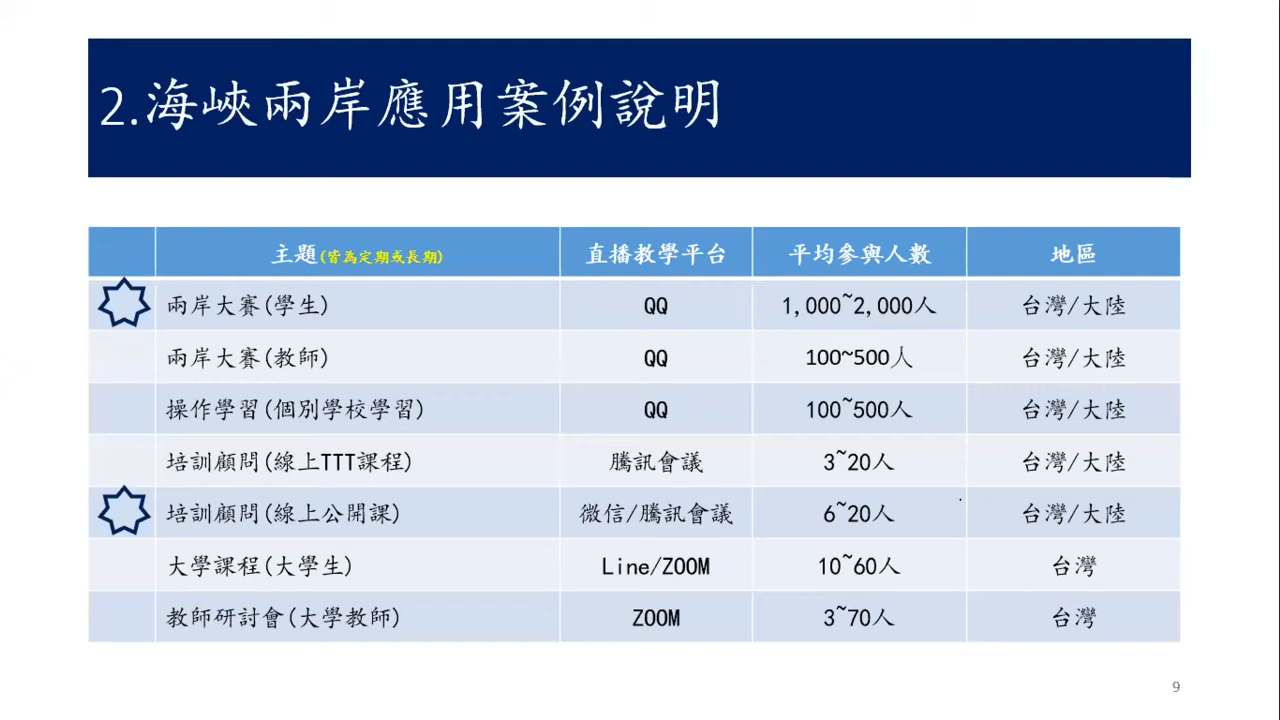 2.海峽兩岸應用案例說明
主題(皆為定期或長期) 直播教學平台 平均參與人數 地區
兩岸大賽(學生) QQ 1,000~2,000人 台灣/大陸
兩岸大賽(教師) QQ 100~500人 台灣/大陸
操作學習(個別學校學習) QQ 100~500人 台灣/大陸
培訓顧問(線上TTT課程) 騰訊會議 3~20人 台灣/大陸
培訓顧問(線上公開課) 微信/騰訊會議 6~20人 台灣/大陸
大學課程(大學生) Line/ZOOM 10~60人 台灣
教師研討會(大學教師) ZOOM 3~70人 台灣
9